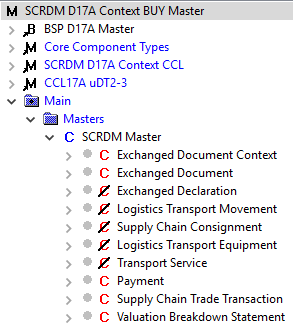 M SCRDM D17A Context BUY Master
B BSP D17A Master
M Core Component Types
M SCRDM D17A Context CCL
M CCL17A uDT2-3
Main
Masters
C SCRDM Master
C Exchanged Document Context
C Exchanged Document
C Exchanged Declaration
C Logistics Transport Movement
C Supply Chain Consignment
C Logistics Transport Equipment
C Transport Service
C Payment
C Supply Chain Trade Transaction
C Valuation Breakdown Statement